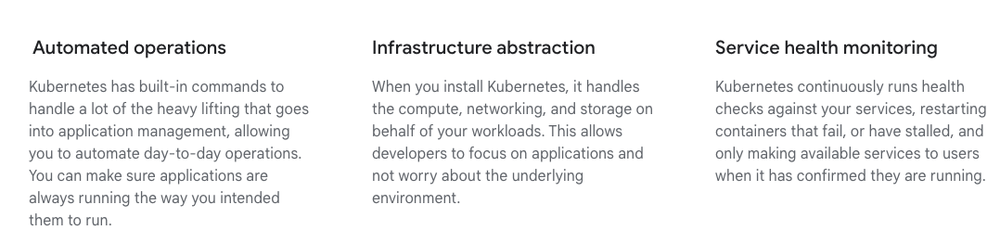 Automated operations
Kubernetes has built-in commands to
handle a lot of the heavy lifting that goes
into application management, allowing
you to automate day-to-day operations.
You can make sure applications are
always running the way you intended
them to run.
Infrastructure abstraction
When you install Kubernetes, it handles
the compute, networking, and storage on
behalf of your workloads. This allows
developers to focus on applications and
not worry about the underlying
environment.
Service health monitoring
Kubernetes continuously runs health
checks against your services, restarting
containers that fail, or have stalled, and
only making available services to users
when it has confirmed they are running.